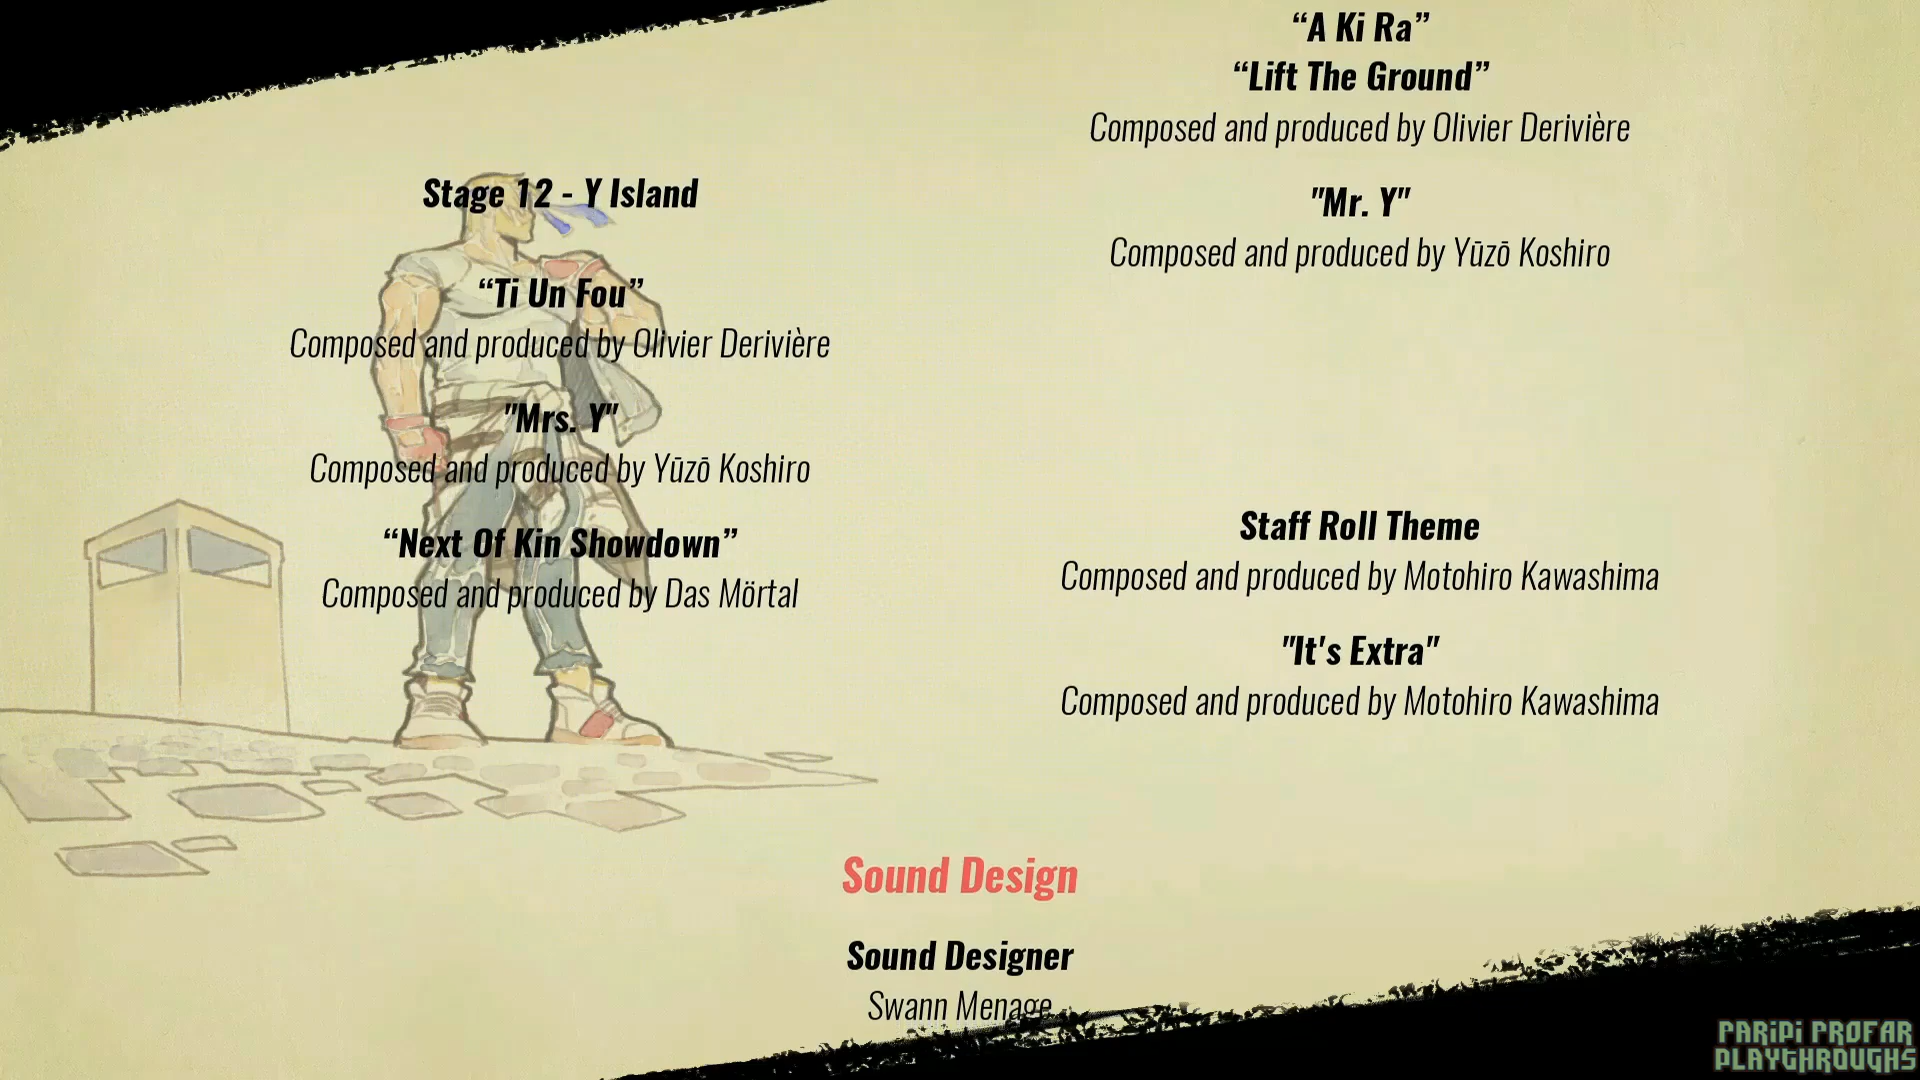 “A Ki Ra”
“Lift The Ground”
Composed and produced by Olivier Derivière
"Mr. Y"
Composed and produced by Yūzō Koshiro
Stage 12 - Y Island
“Ti Un Fou”
Composed and produced by Olivier Derivière
"Mrs. Y"
Composed and produced by Yūzō Koshiro
“Next Of Kin Showdown”
Composed and produced by Das Mörtal
Staff Roll Theme
Composed and produced by Motohiro Kawashima
"It's Extra"
Composed and produced by Motohiro Kawashima
Sound Design
Sound Designer
Swann Menage
PARIPI PROFAR
PLAYTHROUGHS